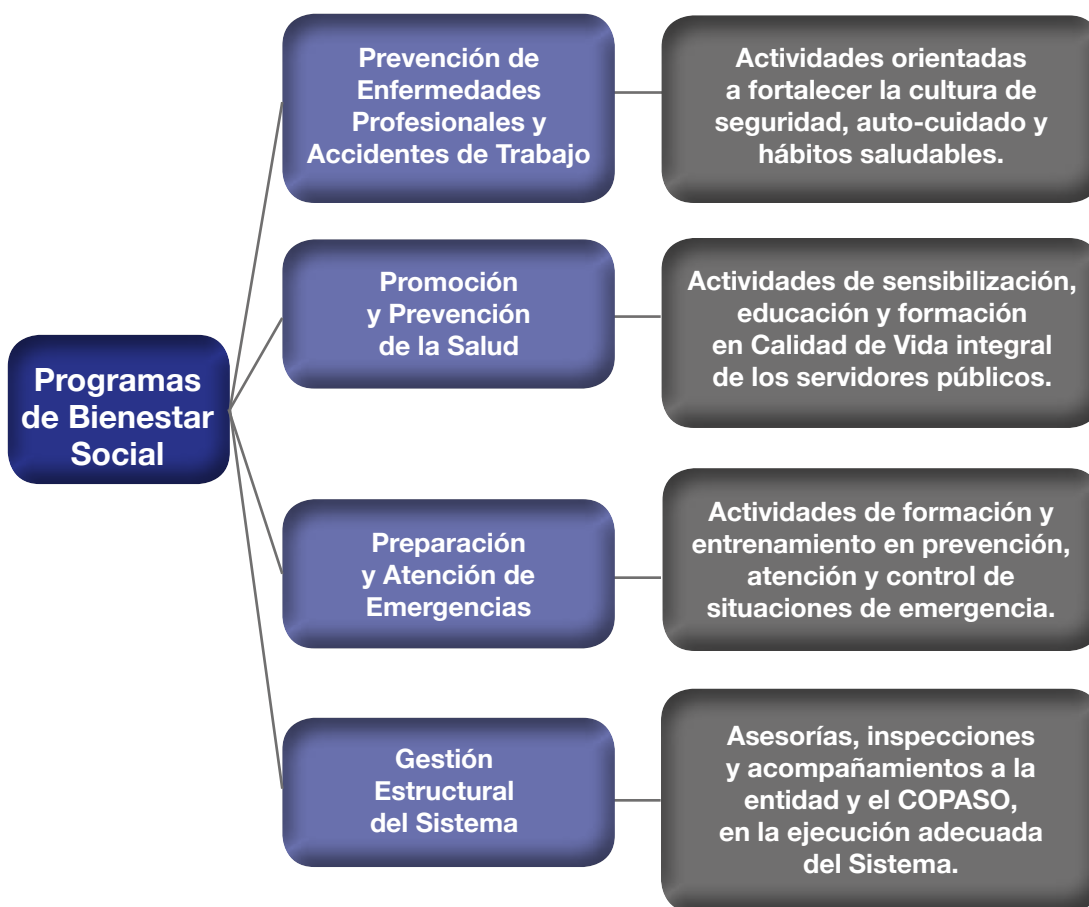 Programas
de Bienestar
Social
Prevención de
Enfermedades
Profesionales y
Accidentes de Trabajo
Actividades orientadas
a fortalecer la cultura de
seguridad, auto-cuidado y
hábitos saludables.
Promoción
y Prevención
de la Salud
Actividades de sensibilización,
educación y formación
en Calidad de Vida integral
de los servidores públicos.
Preparación
y Atención de
Emergencias
Actividades de formación y
entrenamiento en prevención,
atención y control de
situaciones de emergencia.
Gestión
Estructural
del Sistema
Asesorías, inspecciones
y acompañamientos a la
entidad y el COPASO,
en la ejecución adecuada
del Sistema.